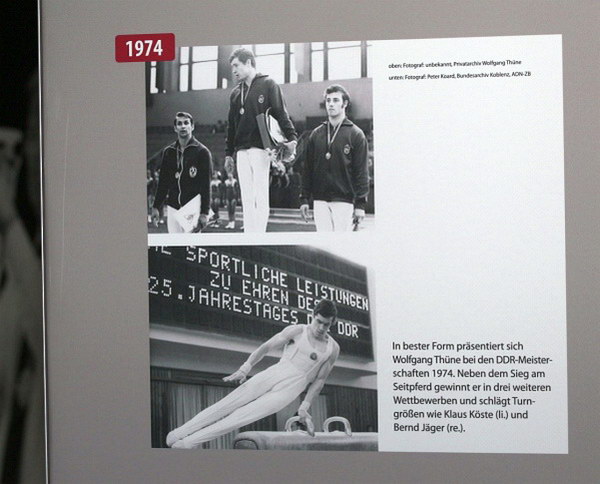 1974
oben: Fotograf: unbekannt, Privatarchiv Wolfgang Thüne
unten: Fotograf: Peter Koard, Bundesarchiv Koblenz, ADN-ZB
SPORTLICHE LEISTUNGEN
ZU EHREN DES
25. JAHRESTAGES DDR
In bester Form präsentiert sich
Wolfgang Thüne bei den DDR-Meister-
schaften 1974. Neben dem Sieg am
Seitpferd gewinnt er in drei weiteren
Wettbewerben und schlägt Turn-
größen wie Klaus Köste (li.) und
Bernd Jäger (re.).